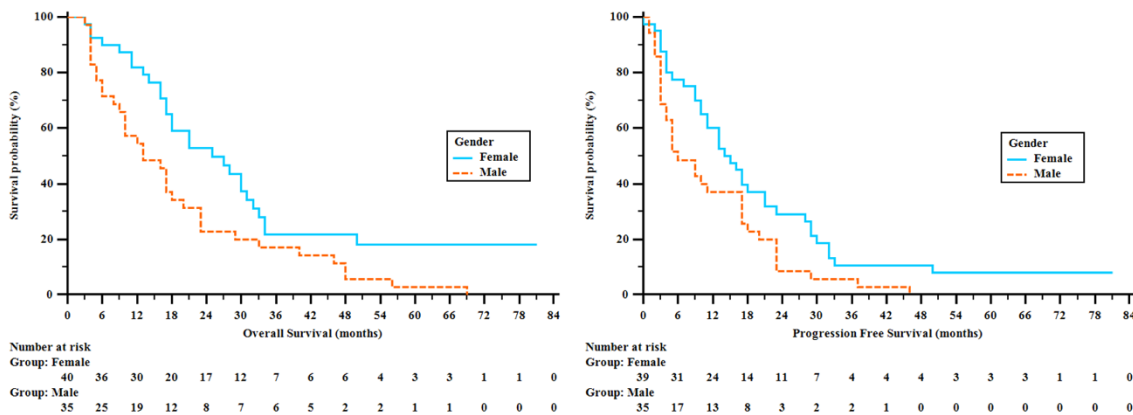 100
80
60
40
20
0
Survival probability (%)
Gender
Female
Male
0 6 12 18 24 30 36 42 48 54 60 66 72 78 84
Overall Survival (months)
Number at risk
Group: Female
40 36 30 20 17 12 7 6 6 4 3 3 1 1 0
Group: Male
35 25 19 12 8 7 6 5 2 2 1 1 0 0 0
100
80
60
40
20
0
Survival probability (%)
Gender
Female
Male
0 6 12 18 24 30 36 42 48 54 60 66 72 78 84
Progression Free Survival (months)
Number at risk
Group: Female
39 31 24 14 11 7 4 4 4 3 3 3 1 1 0
Group: Male
35 17 13 8 3 2 2 1 0 0 0 0 0 0 0